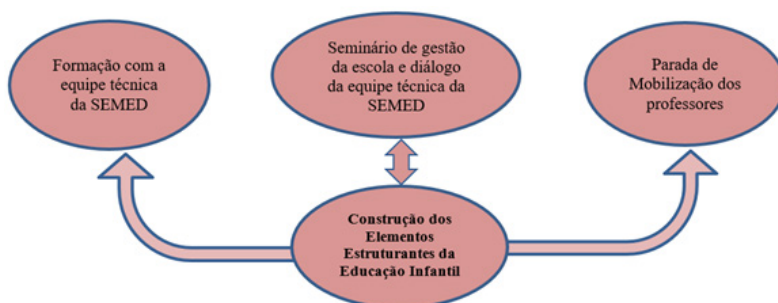 Formação com a
equipe técnica
da SEMED
Seminário de gestão
da escola e diálogo
da equipe técnica da
SEMED
Parada de
Mobilização dos
professores
Construção dos
Elementos
Estruturantes da
Educação Infantil